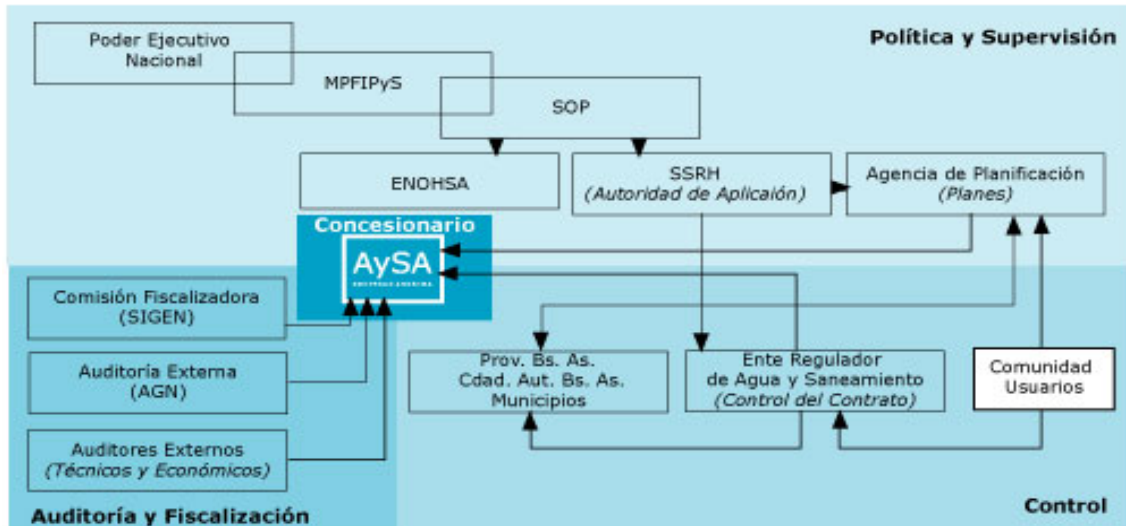 Poder Ejecutivo
Nacional
Política y Supervisión
MPFIPyS
SOP
ENOHSA
SSRH
(Autoridad de Aplicaión)
Agencia de Planificación
(Planes)
Concesionario
AySA
Comisión Fiscalizadora
(SIGEN)
Auditoría Externa
(AGN)
Auditores Externos
(Técnicos y Económicos)
Auditoría y Fiscalización
Prov. Bs. As.
Cdad. Aut. Bs. As.
Municipios
Ente Regulador
de Agua y Saneamiento
(Control del Contrato)
Comunidad
Usuarios
Control